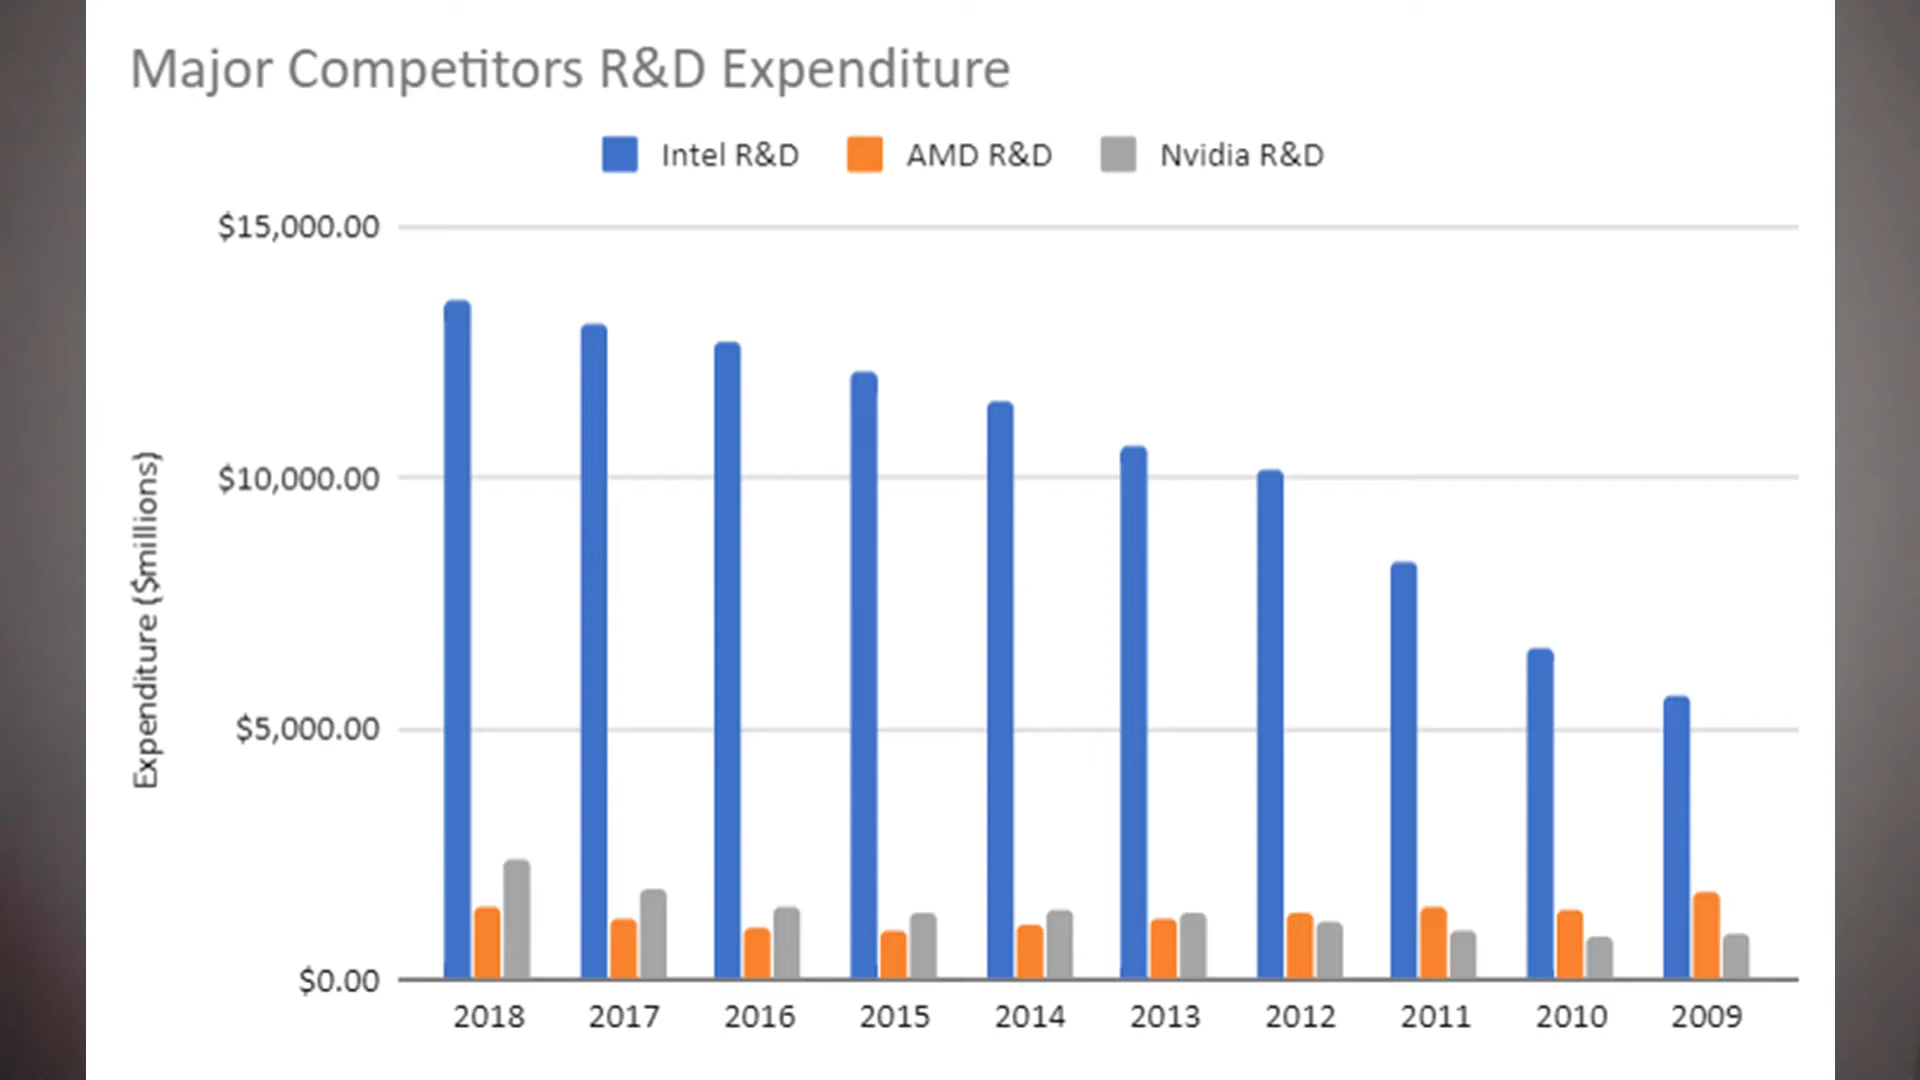 Major Competitors R&D Expenditure
Intel R&D AMD R&D Nvidia R&D
$15,000.00
$10,000.00
$5,000.00
$0.00
Expenditure ($millions)
2018 2017 2016 2015 2014 2013 2012 2011 2010 2009